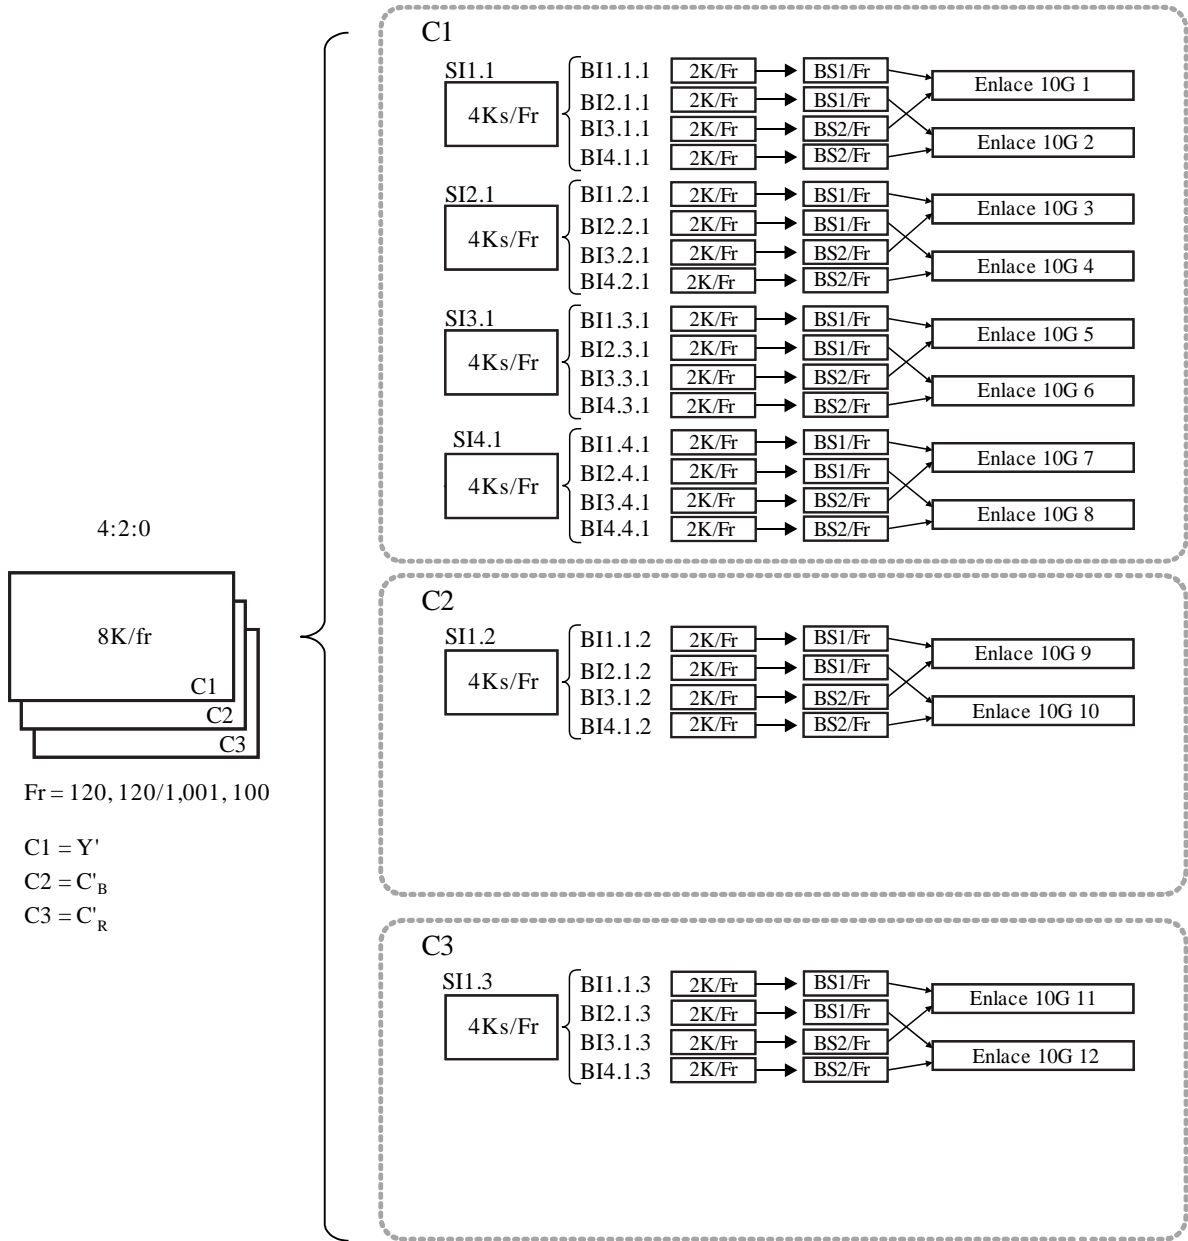 4:2:0
8K/fr
C1
C2
C3
Fr = 120, 120/1,001, 100
C1 = Y'
C2 = C'B
C3 = C'R
C1
SI1.1
4Ks/Fr
BI1.1.1 2K/Fr BS1/Fr
BI2.1.1 2K/Fr BS1/Fr
BI3.1.1 2K/Fr BS2/Fr
BI4.1.1 2K/Fr BS2/Fr
Enlace 10G 1
Enlace 10G 2
SI2.1
4Ks/Fr
BI1.2.1 2K/Fr BS1/Fr
BI2.2.1 2K/Fr BS1/Fr
BI3.2.1 2K/Fr BS2/Fr
BI4.2.1 2K/Fr BS2/Fr
Enlace 10G 3
Enlace 10G 4
SI3.1
4Ks/Fr
BI1.3.1 2K/Fr BS1/Fr
BI2.3.1 2K/Fr BS1/Fr
BI3.3.1 2K/Fr BS2/Fr
BI4.3.1 2K/Fr BS2/Fr
Enlace 10G 5
Enlace 10G 6
SI4.1
4Ks/Fr
BI1.4.1 2K/Fr BS1/Fr
BI2.4.1 2K/Fr BS1/Fr
BI3.4.1 2K/Fr BS2/Fr
BI4.4.1 2K/Fr BS2/Fr
Enlace 10G 7
Enlace 10G 8
C2
SI1.2
4Ks/Fr
BI1.1.2 2K/Fr BS1/Fr
BI2.1.2 2K/Fr BS1/Fr
BI3.1.2 2K/Fr BS2/Fr
BI4.1.2 2K/Fr BS2/Fr
Enlace 10G 9
Enlace 10G 10
C3
SI1.3
4Ks/Fr
BI1.1.3 2K/Fr BS1/Fr
BI2.1.3 2K/Fr BS1/Fr
BI3.1.3 2K/Fr BS2/Fr
BI4.1.3 2K/Fr BS2/Fr
Enlace 10G 11
Enlace 10G 12